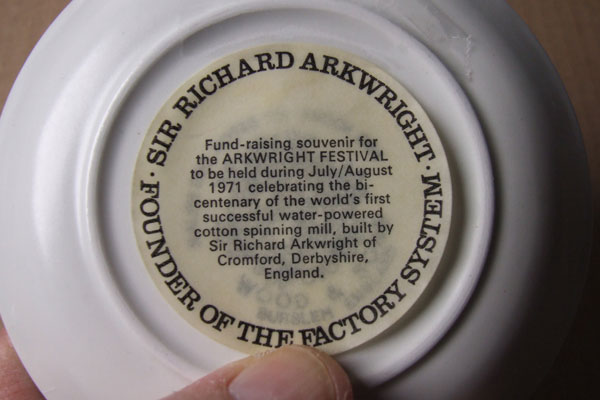 SIR RICHARD ARKWRIGHT ·
FOUNDER OF THE FACTORY SYSTEM ·
Fund-raising souvenir for
the ARKWRIGHT FESTIVAL
to be held during July/August
1971 celebrating the bi-
centenary of the world's first
successful water-powered
cotton spinning mill, built by
Sir Richard Arkwright of
Cromford, Derbyshire,
England.
WOOD
&
BURSLEM